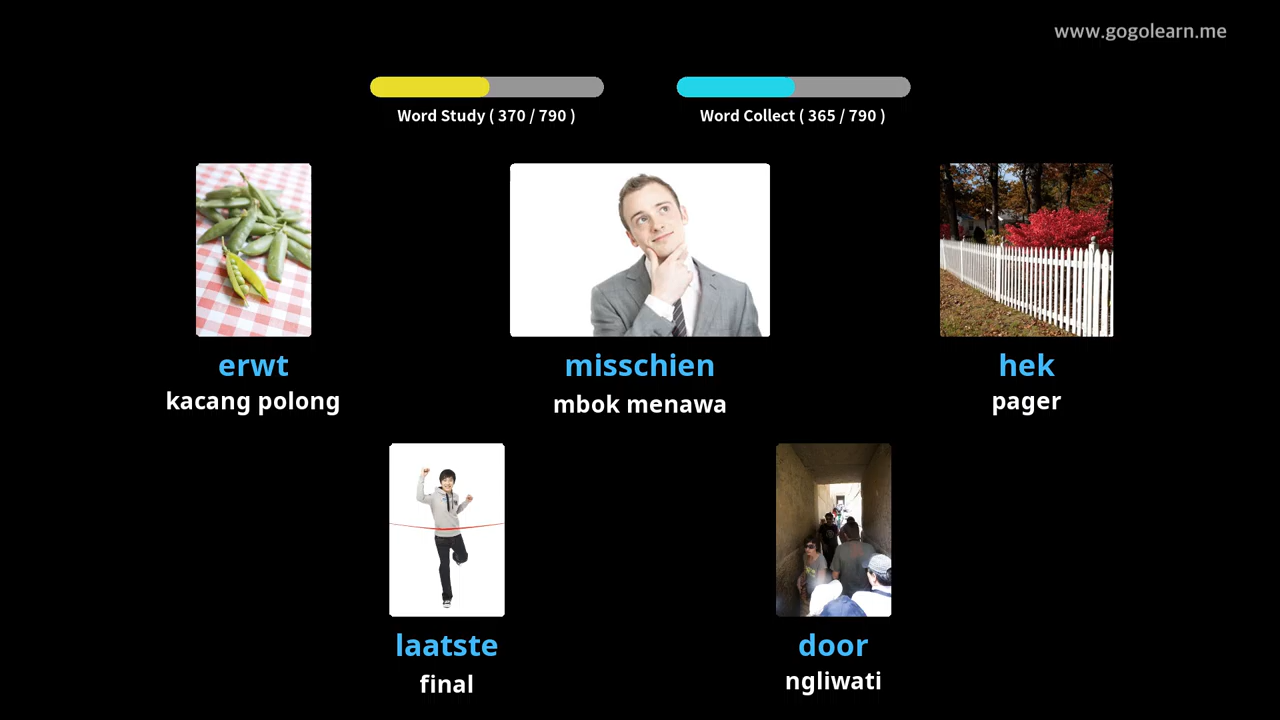 www.gogolearn.me
Word Study ( 370 / 790 )
Word Collect ( 365 / 790 )
erwt
kacang polong
misschien
mbok menawa
hek
pager
laatste
final
door
ngliwati